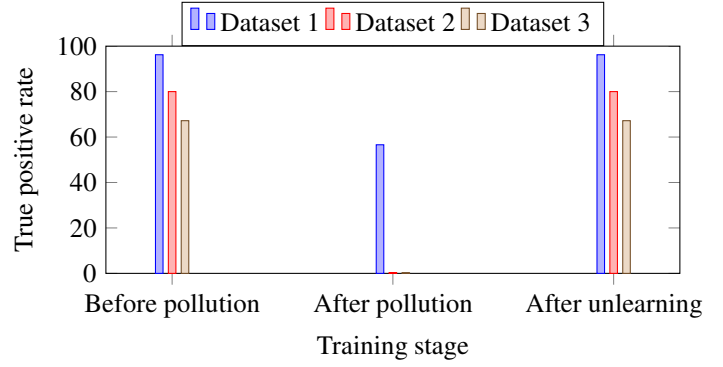 Dataset 1 Dataset 2 Dataset 3
100
80
60
40
20
0
True positive rate
Before pollution After pollution After unlearning
Training stage